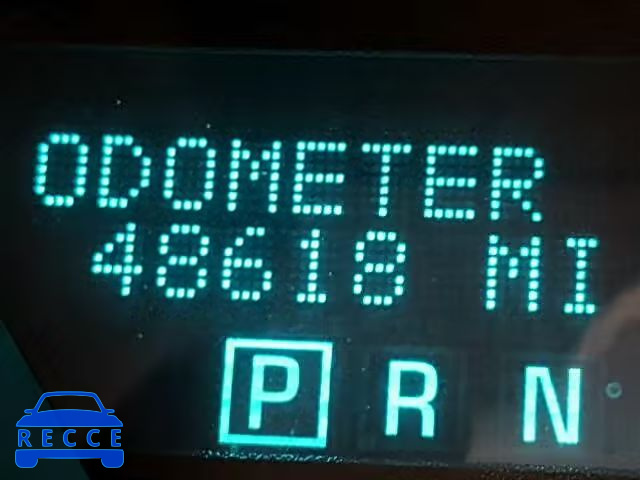 ODOMETER
48618 MI
P R N
RECCE